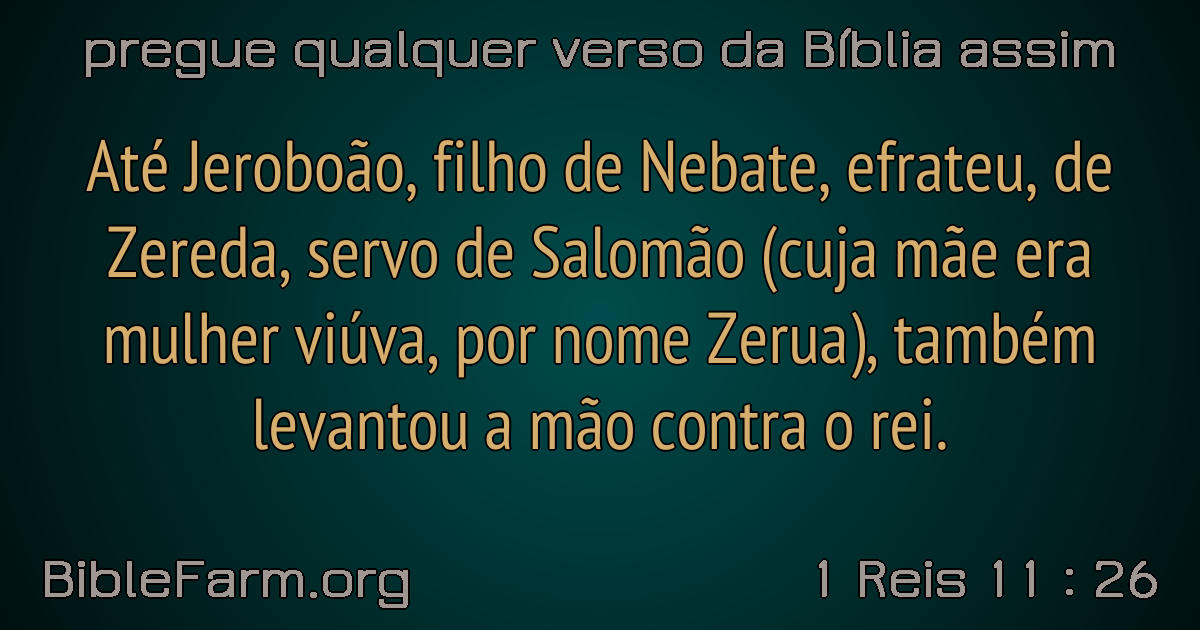 pregue qualquer verso da Bíblia assim
Até Jeroboão, filho de Nebate, efrateu, de
Zereda, servo de Salomão (cuja mãe era
mulher viúva, por nome Zerua), também
levantou a mão contra o rei.
BibleFarm.org
1 Reis 11 : 26